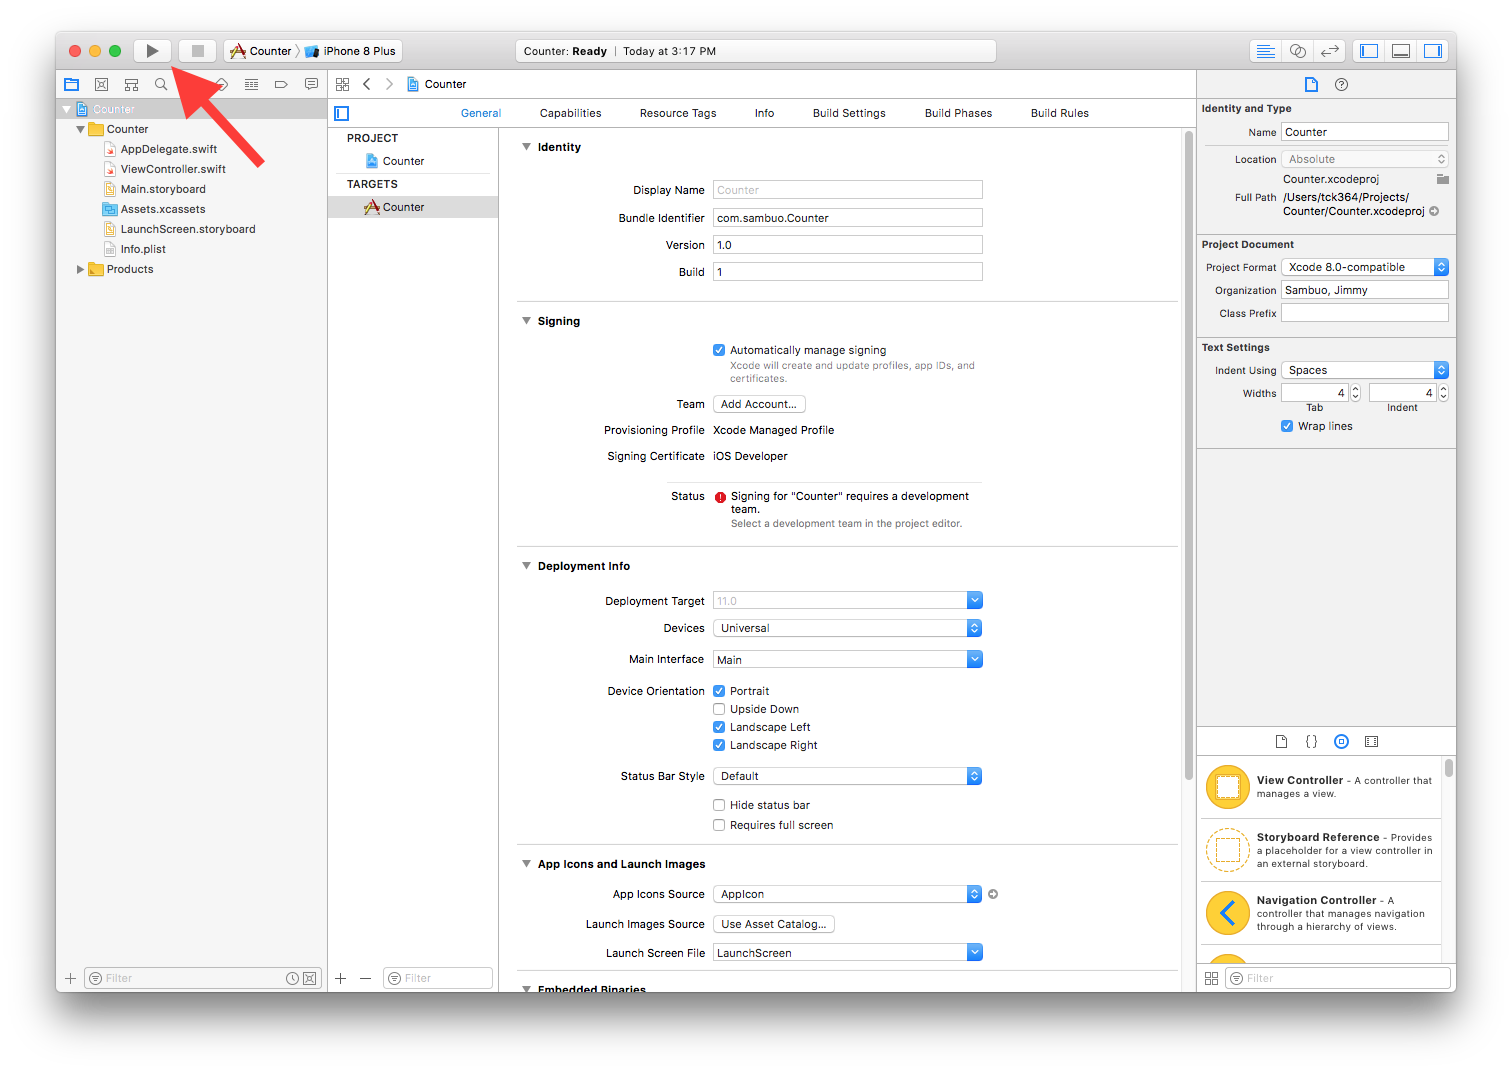 Counter
iPhone 8 Plus
Counter: Ready
Today at 3:17 PM
Counter
Counter
Counter
AppDelegate.swift
ViewController.swift
Main.storyboard
Assets.xcassets
LaunchScreen.storyboard
Info.plist
Products
Filter
General
Capabilities
Resource Tags
Info
Build Settings
Build Phases
Build Rules
PROJECT
Counter
TARGETS
Counter
Filter
Identity
Display Name
Counter
Bundle Identifier
com.sambuo.Counter
Version
1.0
Build
1
Signing
Automatically manage signing
Xcode will create and update profiles, app IDs, and
certificates.
Team
Add Account...
Provisioning Profile
Xcode Managed Profile
Signing Certificate
iOS Developer
Status
Signing for "Counter" requires a development
team.
Select a development team in the project editor.
Deployment Info
Deployment Target
11.0
Devices
Universal
Main Interface
Main
Device Orientation
Portrait
Upside Down
Landscape Left
Landscape Right
Status Bar Style
Default
Hide status bar
Requires full screen
App Icons and Launch Images
App Icons Source
AppIcon
Launch Images Source
Use Asset Catalog...
Launch Screen File
LaunchScreen
Embedded Binaries
Identity and Type
Name
Counter
Location
Absolute
Counter.xcodeproj
Full Path
/Users/tck364/Projects/
Counter/Counter.xcodeproj
Project Document
Project Format
Xcode 8.0-compatible
Organization
Sambuo, Jimmy
Class Prefix
Text Settings
Indent Using
Spaces
Widths
4
4
Tab
Indent
Wrap lines
{}
View Controller - A controller that
manages a view.
Storyboard Reference - Provides
a placeholder for a view controller in
an external storyboard.
Navigation Controller - A
controller that manages navigation
through a hierarchy of views.
Filter